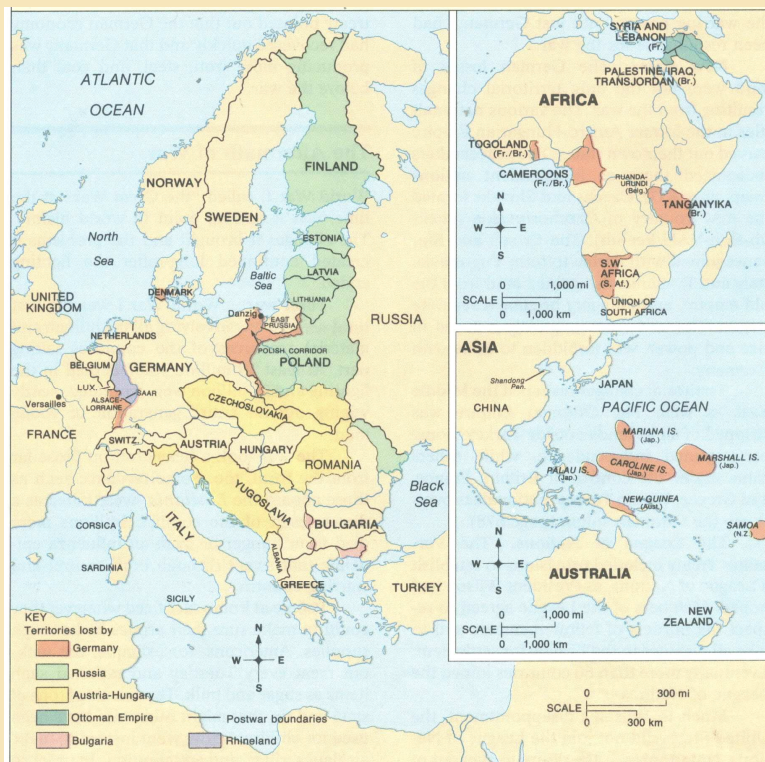 ATLANTIC
OCEAN
NORWAY
SWEDEN
FINLAND
North
Sea
ESTONIA
LATVIA
Baltic
Sea
LITHUANIA
DENMARK
Danzig
EAST
PRUSSIA
RUSSIA
UNITED
KINGDOM
NETHERLANDS
POLISH CORRIDOR
POLAND
BELGIUM
GERMANY
LUX.
SAAR
ALSACE-
LORRAINE
Versailles
CZECHOSLOVAKIA
FRANCE
SWITZ.
AUSTRIA
HUNGARY
ROMANIA
YUGOSLAVIA
Black
Sea
BULGARIA
ITALY
CORSICA
ALBANIA
SARDINIA
GREECE
TURKEY
SICILY
N
W E
S
KEY
Territories lost by
Germany
Russia
Austria-Hungary
Ottoman Empire
Postwar boundaries
Bulgaria
Rhineland
0 300 mi
SCALE
0 300 km
SYRIA AND
LEBANON
(Fr.)
PALESTINE, IRAQ,
TRANSJORDAN (Br.)
AFRICA
TOGOLAND
(Fr./Br.)
CAMEROONS
(Fr./Br.)
RUANDA-
URUNDI
(Belg.)
TANGANYIKA
(Br.)
N
W E
S
S.W.
AFRICA
(S. Af.)
0 1,000 mi
SCALE
0 1,000 km
UNION OF
SOUTH AFRICA
ASIA
Shandong
Pen.
JAPAN
CHINA
PACIFIC OCEAN
MARIANA IS.
(Jap.)
PALAU IS.
(Jap.)
CAROLINE IS.
(Jap.)
MARSHALL IS.
(Jap.)
NEW GUINEA
(Aust.)
SAMOA
(N.Z.)
N
W E
S
AUSTRALIA
0 1,000 mi
SCALE
0 1,000 km
NEW
ZEALAND